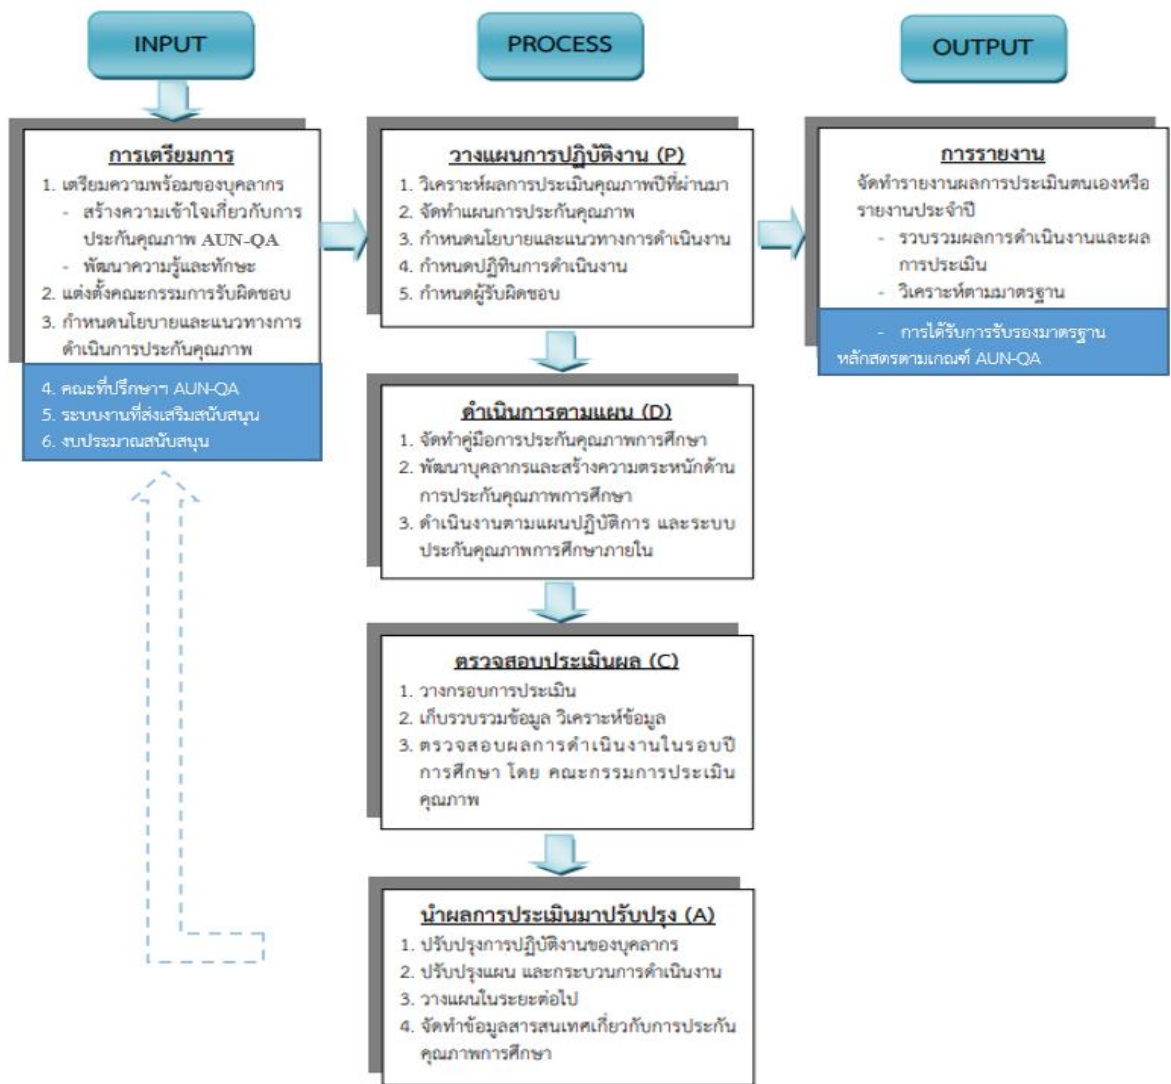 INPUT
การเตรียมการ
1. เตรียมความพร้อมของบุคลากร
- สร้างความเข้าใจเกี่ยวกับการ
ประกันคุณภาพ AUN-QA
- พัฒนาความรู้และทักษะ
2. แต่งตั้งคณะกรรมการรับผิดชอบ
3. กำหนดนโยบายและแนวทางการ
ดำเนินการประกันคุณภาพ
4. คณะที่ปรึกษาฯ AUN-QA
5. ระบบงานที่ส่งเสริมสนับสนุน
6. งบประมาณสนับสนุน
PROCESS
วางแผนการปฏิบัติงาน (P)
1. วิเคราะห์ผลการประเมินคุณภาพปีที่ผ่านมา
2. จัดทำแผนการประกันคุณภาพ
3. กำหนดนโยบายและแนวทางการดำเนินงาน
4. กำหนดปฏิทินการดำเนินงาน
5. กำหนดผู้รับผิดชอบ
ดำเนินการตามแผน (D)
1. จัดทำคู่มือการประกันคุณภาพการศึกษา
2. พัฒนาบุคลากรและสร้างความตระหนักด้าน
การประกันคุณภาพการศึกษา
3. ดำเนินงานตามแผนปฏิบัติการ และระบบ
ประกันคุณภาพการศึกษาภายใน
ตรวจสอบประเมินผล (C)
1. วางกรอบการประเมิน
2. เก็บรวบรวมข้อมูล วิเคราะห์ข้อมูล
3. ตรวจสอบผลการดำเนินงานในรอบปี
การศึกษา โดย คณะกรรมการประเมิน
คุณภาพ
นำผลการประเมินมาปรับปรุง (A)
1. ปรับปรุงการปฏิบัติงานของบุคลากร
2. ปรับปรุงแผน และกระบวนการดำเนินงาน
3. วางแผนในระยะต่อไป
4. จัดทำข้อมูลสารสนเทศเกี่ยวกับการประกัน
คุณภาพการศึกษา
OUTPUT
การรายงาน
จัดทำรายงานผลการประเมินตนเองหรือ
รายงานประจำปี
- รวบรวมผลการดำเนินงานและผล
การประเมิน
- วิเคราะห์ตามมาตรฐาน
- การได้รับการรับรองมาตรฐาน
หลักสูตรตามเกณฑ์ AUN-QA